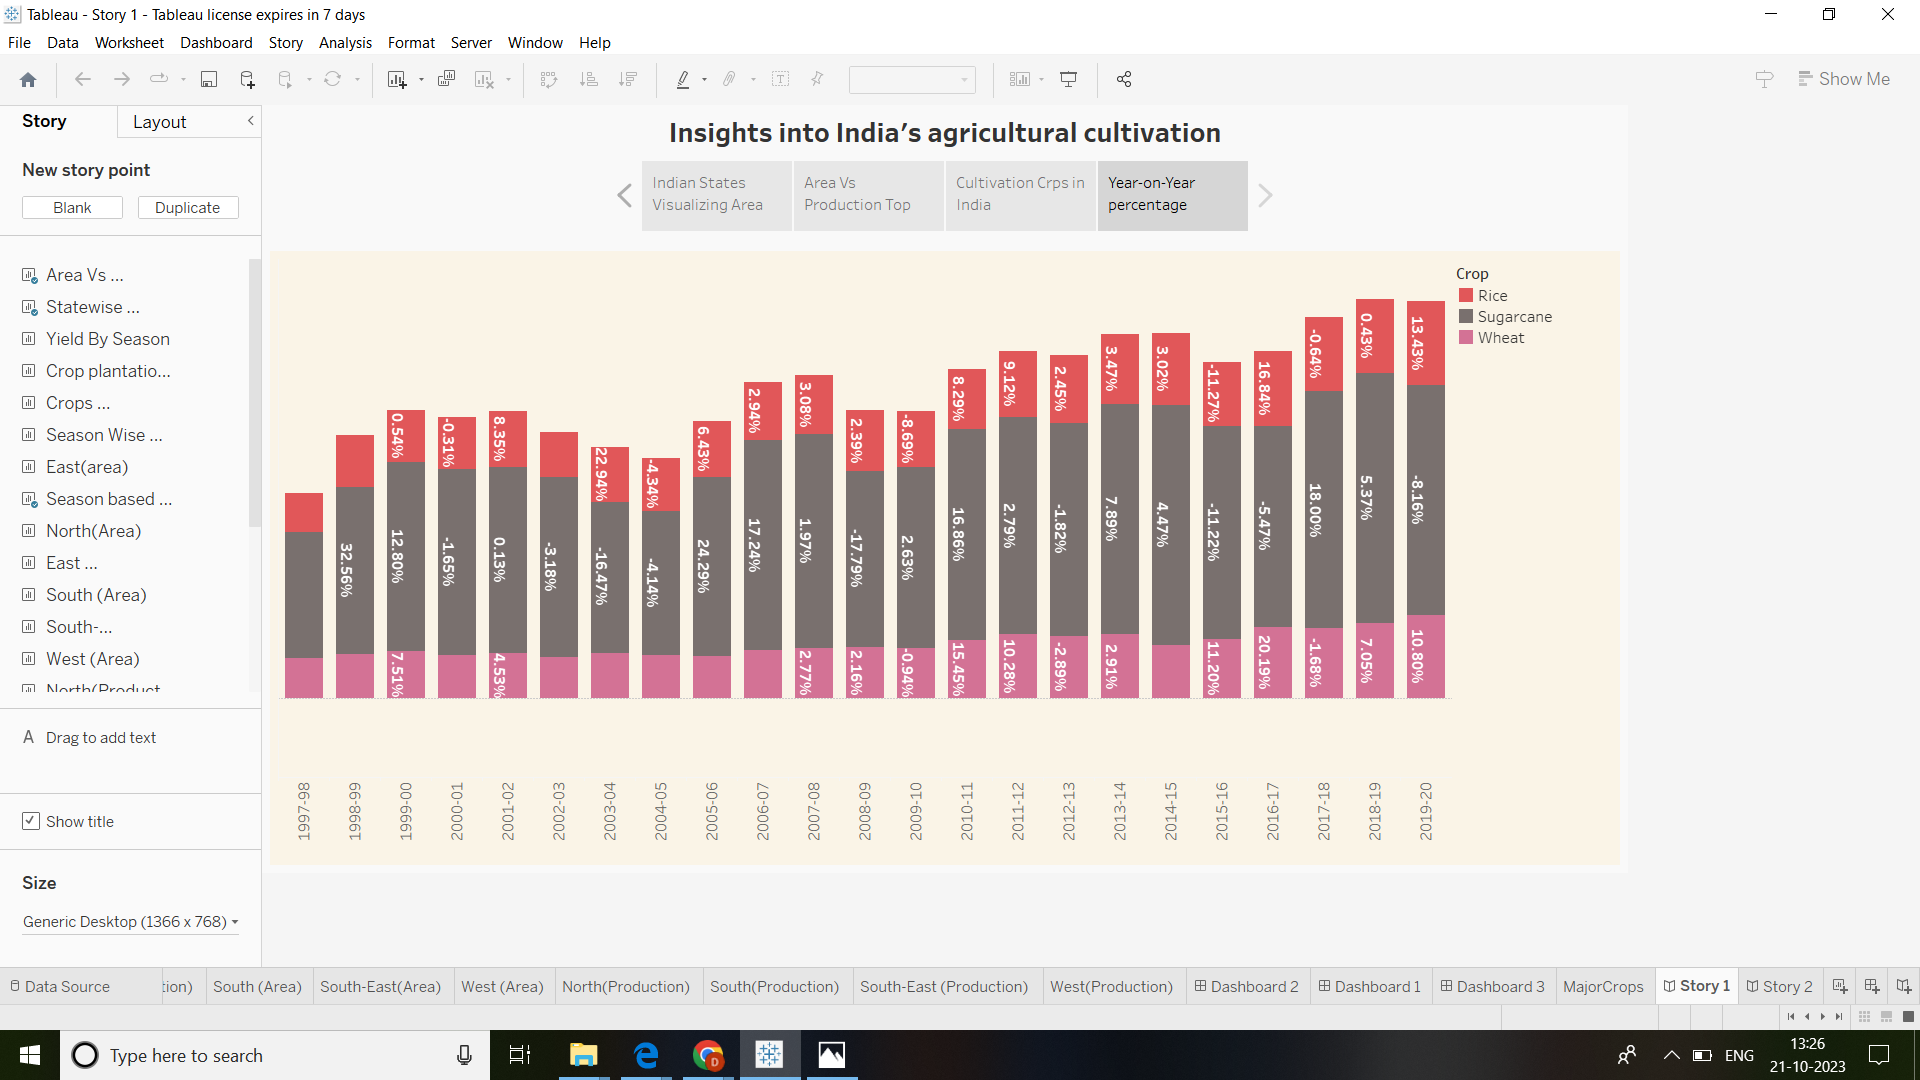 Tableau - Story 1 - Tableau license expires in 7 days
File Data Worksheet Dashboard Story Analysis Format Server Window Help
Show Me
Story Layout
New story point
Blank Duplicate
Area Vs ...
Statewise ...
Yield By Season
Crop plantatio...
Crops ...
Season Wise ...
East(area)
Season based ...
North(Area)
East ...
South (Area)
South-...
West (Area)
North(Product
A Drag to add text
Show title
Size
Generic Desktop (1366 x 768)
Insights into India’s agricultural cultivation
Indian States
Visualizing Area
Area Vs
Production Top
Cultivation Crps in
India
Year-on-Year
percentage
Crop
Rice
Sugarcane
Wheat
0.54% -0.31% 8.35% 22.94% -4.34% 6.43% 2.94% 3.08% 2.39% -8.69% 8.29% 9.12% 2.45% 3.47% 3.02% -11.27% 16.84% -0.64% 0.43% 13.43%
32.56% 12.80% -1.65% 0.13% -3.18% -16.47% -4.14% 24.29% 17.24% 1.97% -17.79% 2.63% 16.86% 2.79% -1.82% 7.89% 4.47% -11.22% -5.47% 18.00% 5.37% -8.16%
7.51% 4.53% 2.77% 2.16% -0.94% 15.45% 10.28% -2.89% 2.91% 11.20% 20.19% -1.68% 7.05% 10.80%
1997-98 1998-99 1999-00 2000-01 2001-02 2002-03 2003-04 2004-05 2005-06 2006-07 2007-08 2008-09 2009-10 2010-11 2011-12 2012-13 2013-14 2014-15 2015-16 2016-17 2017-18 2018-19 2019-20
Data Source tion) South (Area) South-East(Area) West (Area) North(Production) South(Production) South-East (Production) West(Production) Dashboard 2 Dashboard 1 Dashboard 3 MajorCrops Story 1 Story 2
Type here to search
ENG
13:26
21-10-2023